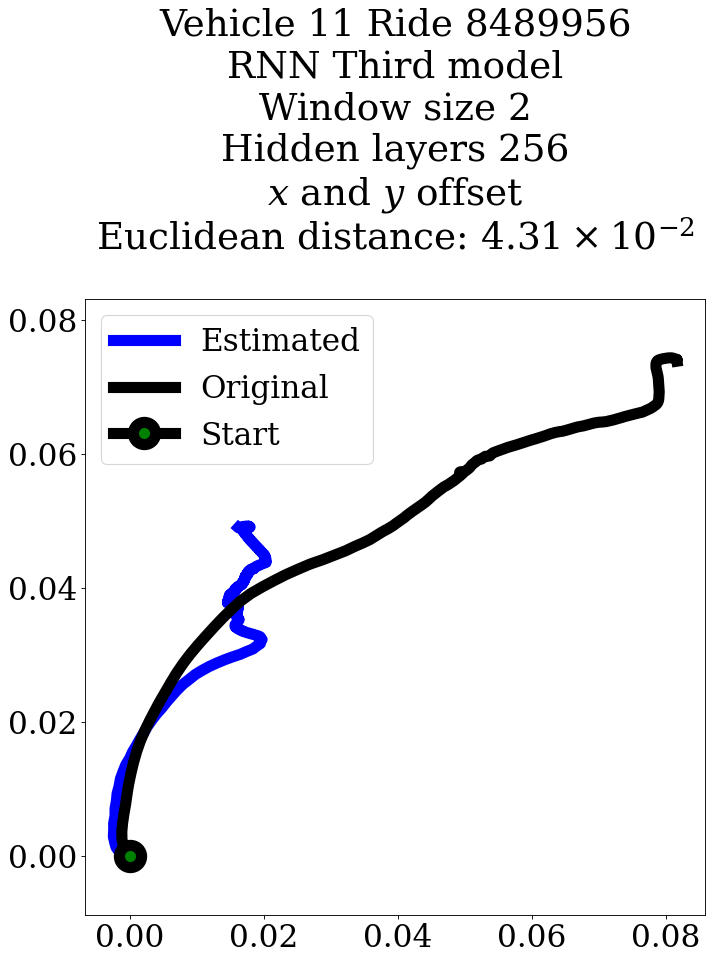 Vehicle 11 Ride 8489956
RNN Third model
Window size 2
Hidden layers 256
x and y offset
Euclidean distance: 4.31 × 10⁻²
Estimated
Original
Start
0.08
0.06
0.04
0.02
0.00
0.00 0.02 0.04 0.06 0.08